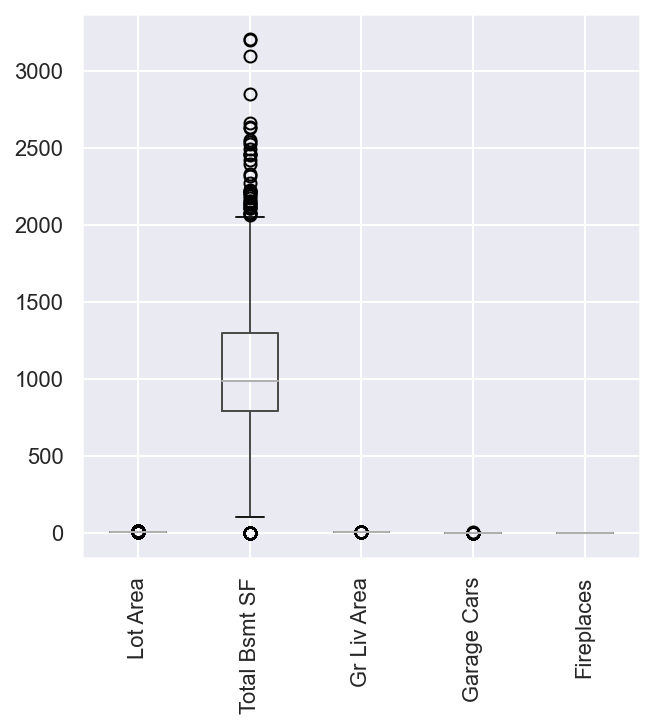 3000
2500
2000
1500
1000
500
0
Lot Area
Total Bsmt SF
Gr Liv Area
Garage Cars
Fireplaces